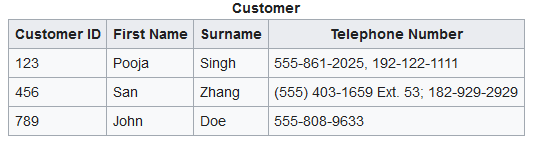 Customer
Customer ID First Name Surname Telephone Number
123 Pooja Singh 555-861-2025, 192-122-1111
456 San Zhang (555) 403-1659 Ext. 53; 182-929-2929
789 John Doe 555-808-9633